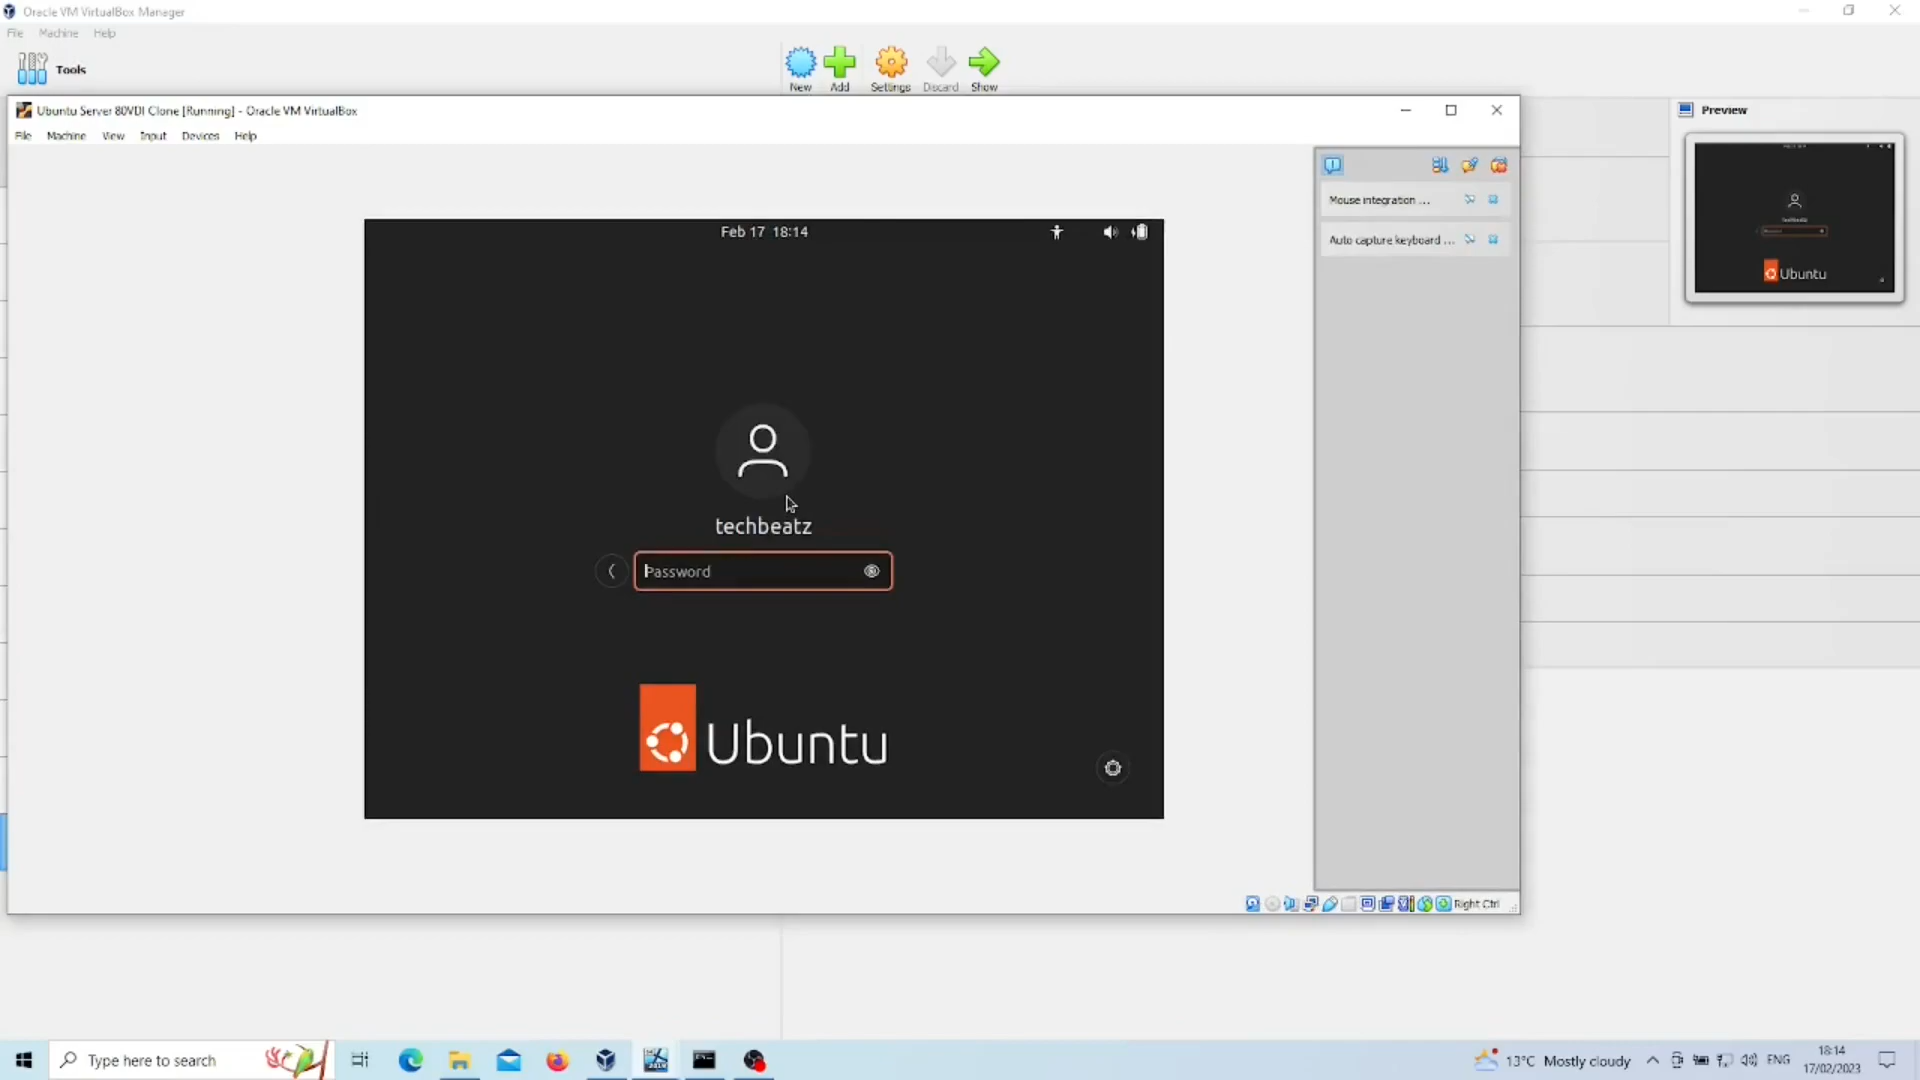 Oracle VM VirtualBox Manager
File Machine Help
Tools
New Add Settings Discard Show
Ubuntu Server 80VDI Clone [Running] - Oracle VM VirtualBox
File Machine View Input Devices Help
Preview
Mouse integration ...
Auto capture keyboard ...
Feb 17 18:14
techbeatz
Password
Ubuntu
techbeatz
Ubuntu
Right Ctrl
Type here to search
13°C Mostly cloudy
ENG
18:14
17/02/2023